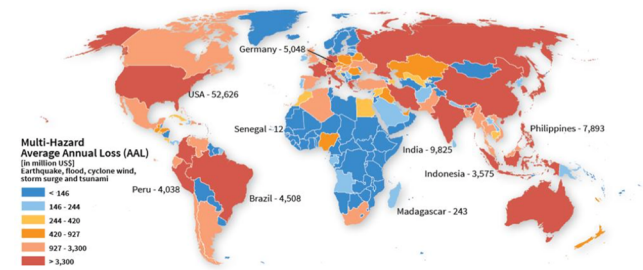 Germany - 5,048
USA - 52,626
Senegal - 12
Philippines - 7,893
India - 9,825
Indonesia - 3,575
Peru - 4,038
Brazil - 4,508
Madagascar - 243
Multi-Hazard
Average Annual Loss (AAL)
[in million US$]
Earthquake, flood, cyclone wind,
storm surge and tsunami
< 146
146 - 244
244 - 420
420 - 927
927 - 3,300
> 3,300